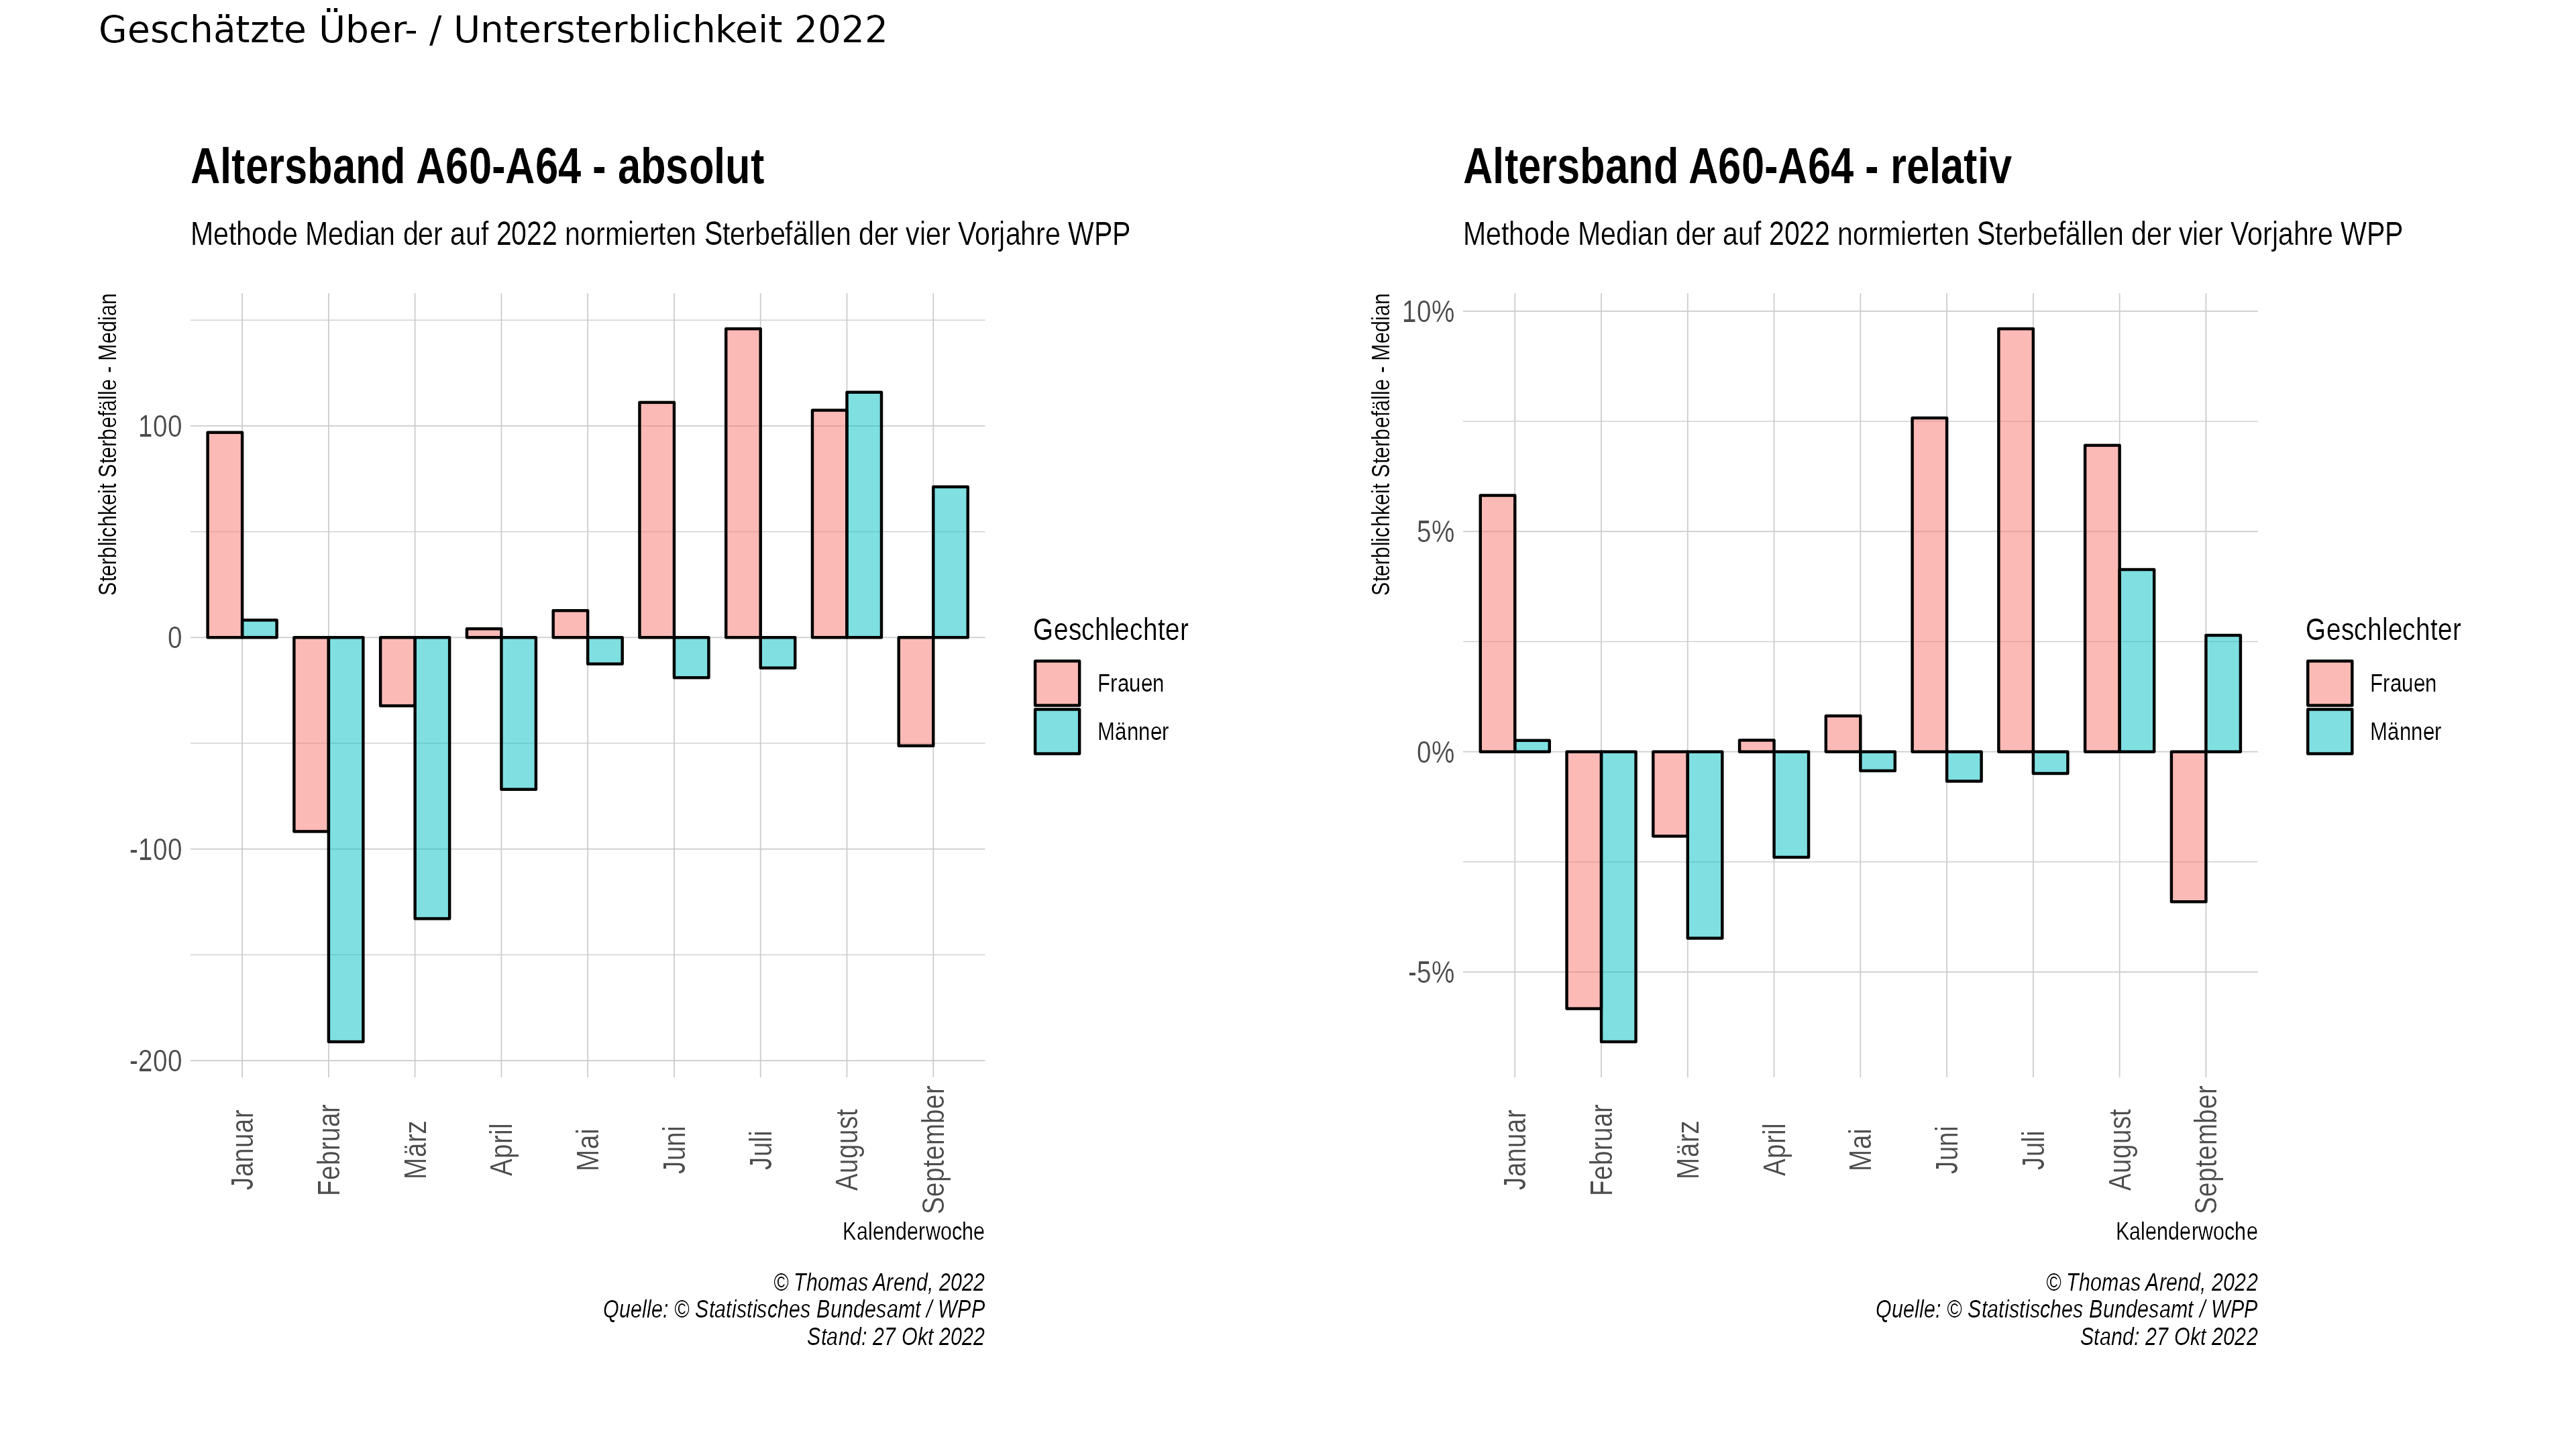 Geschätzte Über- / Untersterblichkeit 2022
Altersband A60-A64 - absolut
Methode Median der auf 2022 normierten Sterbefällen der vier Vorjahre WPP
Sterblichkeit Sterbefälle - Median
100
0
-100
-200
Januar
Februar
März
April
Mai
Juni
Juli
August
September
Kalenderwoche
Geschlechter
Frauen
Männer
© Thomas Arend, 2022
Quelle: © Statistisches Bundesamt / WPP
Stand: 27 Okt 2022
Altersband A60-A64 - relativ
Methode Median der auf 2022 normierten Sterbefällen der vier Vorjahre WPP
Sterblichkeit Sterbefälle - Median
10%
5%
0%
-5%
Januar
Februar
März
April
Mai
Juni
Juli
August
September
Kalenderwoche
Geschlechter
Frauen
Männer
© Thomas Arend, 2022
Quelle: © Statistisches Bundesamt / WPP
Stand: 27 Okt 2022